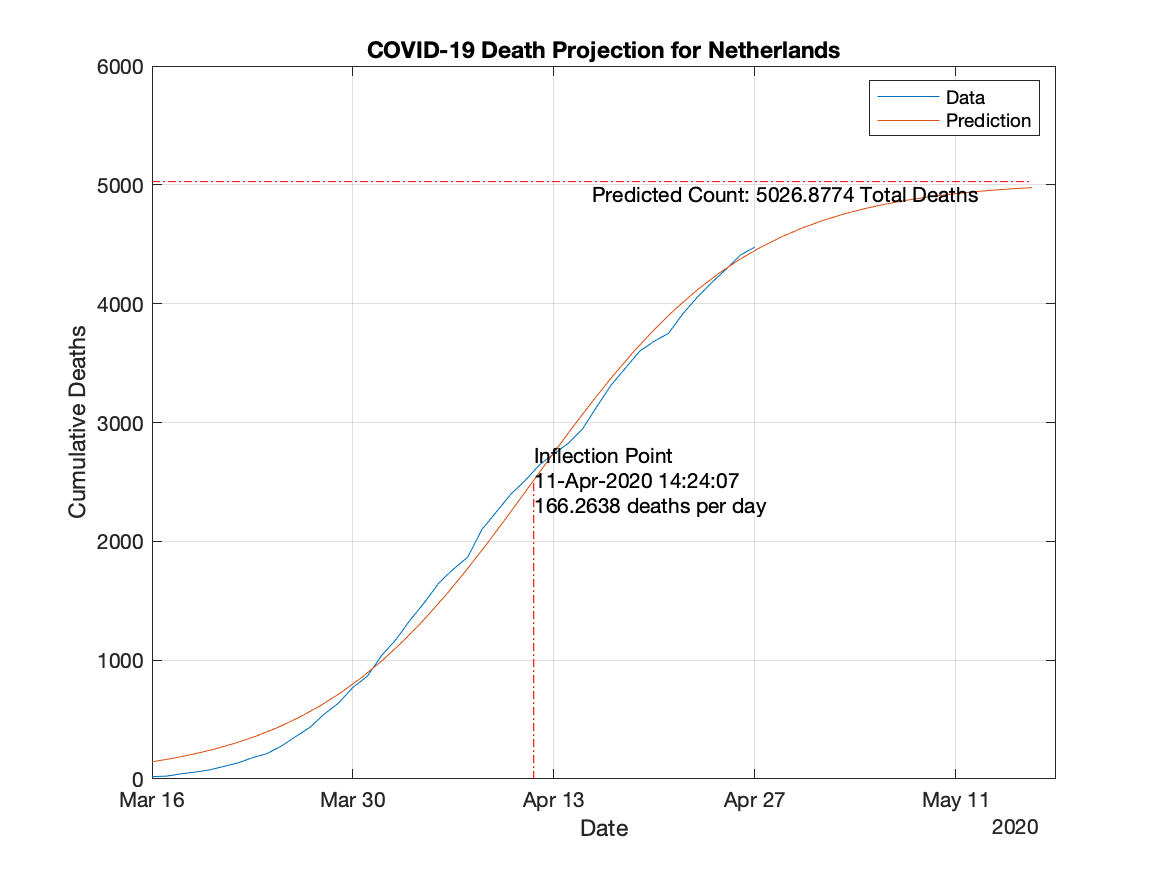 COVID-19 Death Projection for Netherlands
6000
5000
4000
3000
2000
1000
0
Cumulative Deaths
Data
Prediction
Predicted Count: 5026.8774 Total Deaths
Inflection Point
11-Apr-2020 14:24:07
166.2638 deaths per day
Mar 16 Mar 30 Apr 13 Apr 27 May 11
Date
2020